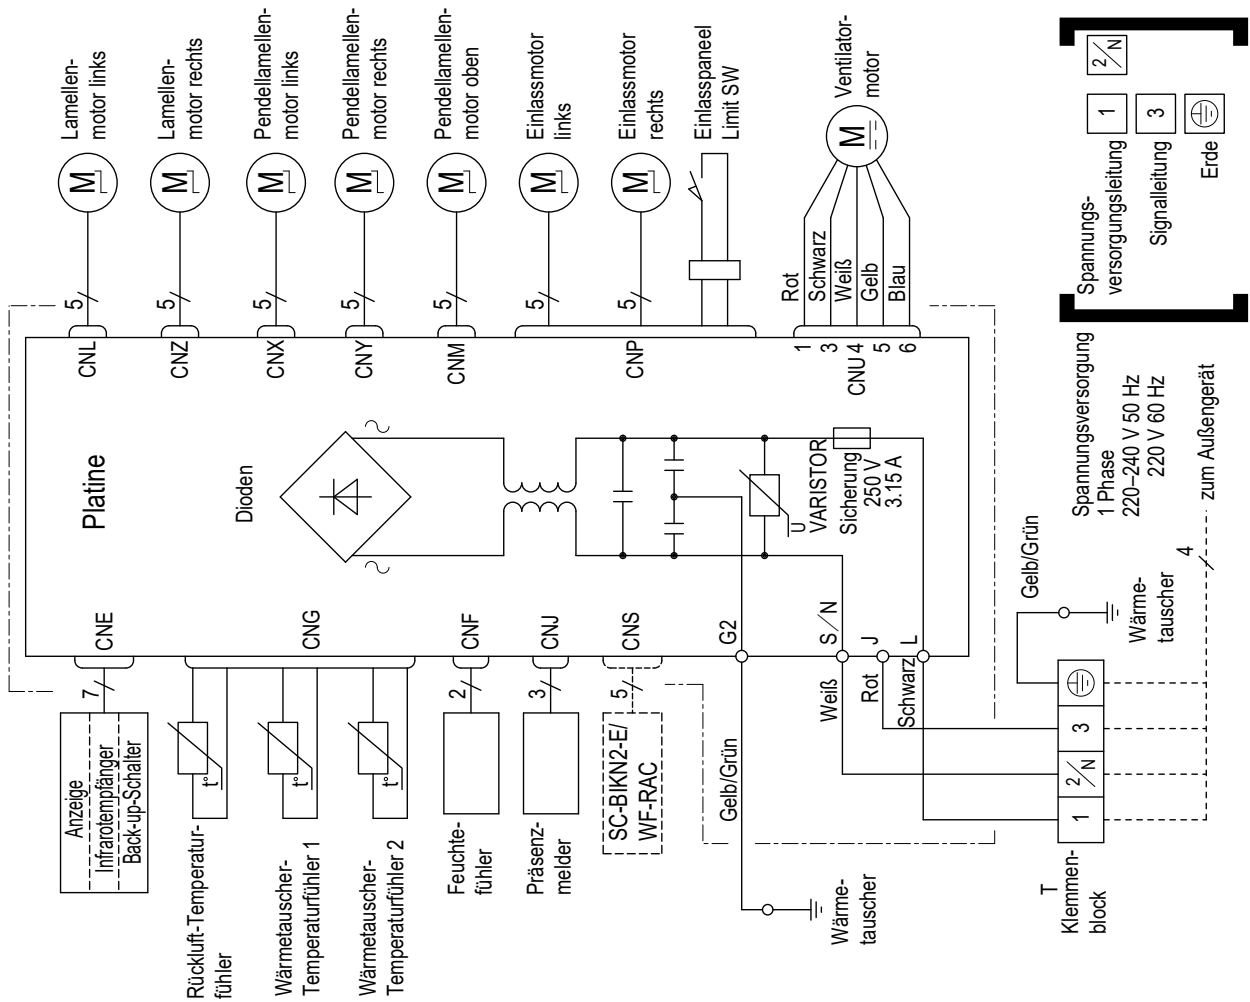 Lamellen-
motor links
Lamellen-
motor rechts
Pendellamellen-
motor links
Pendellamellen-
motor rechts
Pendellamellen-
motor oben
Einlassmotor
links
Einlassmotor
rechts
Einlasspaneel
Limit SW
Ventilator-
motor
M
M
M
M
M
M
M
M
5
5
5
5
5
5
5
Rot
Schwarz
Weiß
Gelb
Blau
CNL
CNZ
CNX
CNY
CNM
CNP
1
3
CNU 4
5
6
Platine
Dioden
U
VARISTOR
Sicherung
250 V
3.15 A
CNE
CNG
CNF
CNJ
CNS
G2
S/N
J
L
7
2
3
5
Weiß
Rot
Schwarz
Anzeige
Infrarotempfänger
Back-up-Schalter
t°
t°
t°
Rückluft-Temperatur-
fühler
Wärmetauscher-
Temperaturfühler 1
Wärmetauscher-
Temperaturfühler 2
Feuchte-
fühler
Präsenz-
melder
SC-BIKN2-E/
WF-RAC
Gelb/Grün
Wärme-
tauscher
T
Klemmen-
block
1
2/N
3
Gelb/Grün
Wärme-
tauscher
4
zum Außengerät
Spannungsversorgung
1 Phase
220–240 V 50 Hz
220 V 60 Hz
Spannungs-
versorgungsleitung
1
2/N
Signalleitung
3
Erde